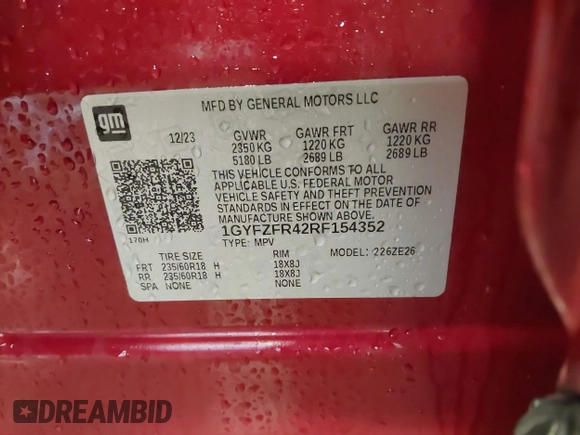 MFD BY GENERAL MOTORS LLC
gm
12/23 GVWR GAWR FRT GAWR RR
2350 KG 1220 KG 1220 KG
5180 LB 2689 LB 2689 LB
THIS VEHICLE CONFORMS TO ALL
APPLICABLE U.S. FEDERAL MOTOR
VEHICLE SAFETY AND THEFT PREVENTION
STANDARDS IN EFFECT ON THE DATE OF
MANUFACTURE SHOWN ABOVE.
170H 1GYFZFR42RF154352
TYPE: MPV MODEL: 226ZE26
TIRE SIZE RIM
FRT 235/60R18 H 18X8J
RR 235/60R18 H 18X8J
SPA NONE NONE
DREAMBID